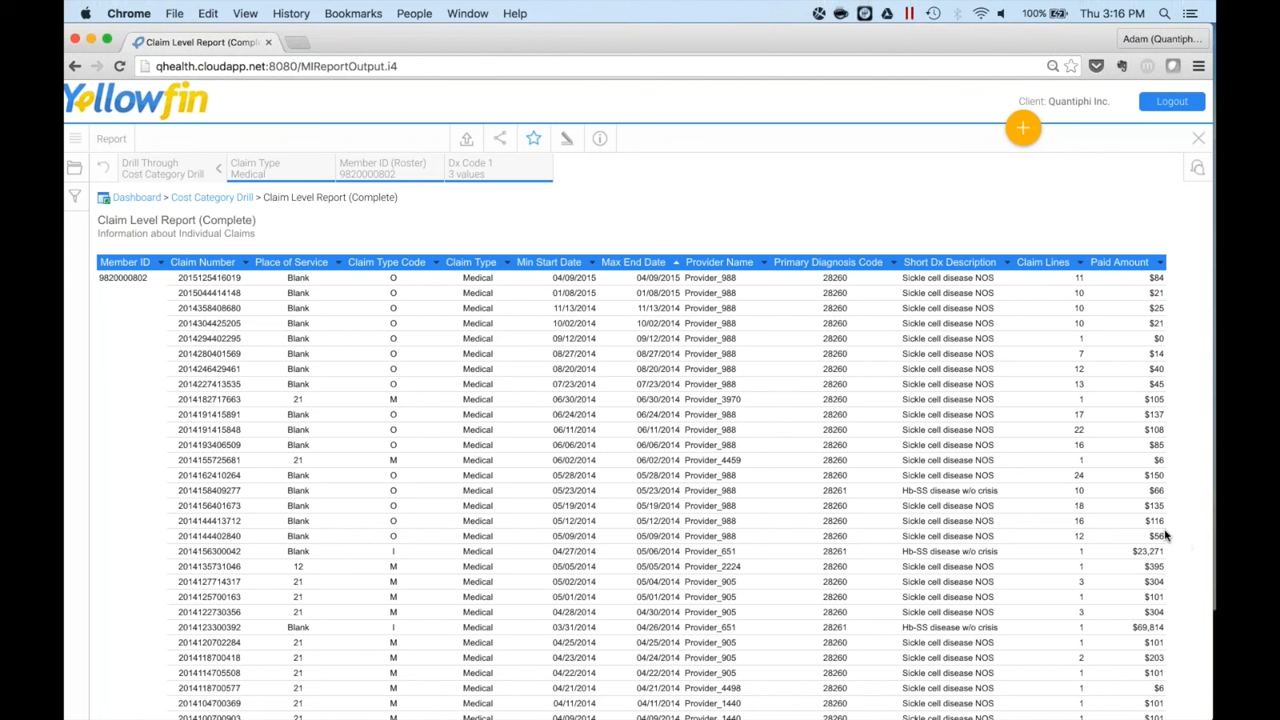 Chrome File Edit View History Bookmarks People Window Help 100% Thu 3:16 PM
Claim Level Report (Compl Adam (Quantiph...
qhealth.cloudapp.net:8080/MIReportOutput.i4
Yellowfin Client: Quantiphi Inc. Logout
Report
Drill Through Claim Type Member ID (Roster) Dx Code 1
Cost Category Drill Medical 9820000802 3 values
Dashboard > Cost Category Drill > Claim Level Report (Complete)
Claim Level Report (Complete)
Information about Individual Claims
Member ID Claim Number Place of Service Claim Type Code Claim Type Min Start Date Max End Date Provider Name Primary Diagnosis Code Short Dx Description Claim Lines Paid Amount
9820000802 2015125416019 Blank O Medical 04/09/2015 04/09/2015 Provider_988 28260 Sickle cell disease NOS 11 $84
2015044414148 Blank O Medical 01/08/2015 01/08/2015 Provider_988 28260 Sickle cell disease NOS 10 $21
2014358408680 Blank O Medical 11/13/2014 11/13/2014 Provider_988 28260 Sickle cell disease NOS 10 $25
2014304425205 Blank O Medical 10/02/2014 10/02/2014 Provider_988 28260 Sickle cell disease NOS 10 $21
2014294402295 Blank O Medical 09/12/2014 09/12/2014 Provider_988 28260 Sickle cell disease NOS 1 $0
2014280401569 Blank O Medical 08/27/2014 08/27/2014 Provider_988 28260 Sickle cell disease NOS 7 $14
2014246429461 Blank O Medical 08/20/2014 08/20/2014 Provider_988 28260 Sickle cell disease NOS 12 $40
2014227413535 Blank O Medical 07/23/2014 07/23/2014 Provider_988 28260 Sickle cell disease NOS 13 $45
2014182717663 21 M Medical 06/30/2014 06/30/2014 Provider_3970 28260 Sickle cell disease NOS 1 $105
2014191415891 Blank O Medical 06/24/2014 06/24/2014 Provider_988 28260 Sickle cell disease NOS 17 $137
2014191415848 Blank O Medical 06/11/2014 06/11/2014 Provider_988 28260 Sickle cell disease NOS 22 $108
2014193406509 Blank O Medical 06/06/2014 06/06/2014 Provider_988 28260 Sickle cell disease NOS 16 $85
2014155725681 21 M Medical 06/02/2014 06/02/2014 Provider_4459 28260 Sickle cell disease NOS 1 $6
2014162410264 Blank O Medical 05/28/2014 05/28/2014 Provider_988 28260 Sickle cell disease NOS 24 $150
2014158409277 Blank O Medical 05/23/2014 05/23/2014 Provider_988 28261 Hb-SS disease w/o crisis 10 $66
2014156401673 Blank O Medical 05/19/2014 05/19/2014 Provider_988 28260 Sickle cell disease NOS 18 $135
2014144413712 Blank O Medical 05/12/2014 05/12/2014 Provider_988 28260 Sickle cell disease NOS 16 $116
2014144402840 Blank O Medical 05/09/2014 05/09/2014 Provider_988 28260 Sickle cell disease NOS 12 $56
2014156300042 Blank I Medical 04/27/2014 05/06/2014 Provider_651 28261 Hb-SS disease w/o crisis 1 $23,271
2014135731046 12 M Medical 05/05/2014 05/05/2014 Provider_2224 28260 Sickle cell disease NOS 1 $395
2014127714317 21 M Medical 05/02/2014 05/04/2014 Provider_905 28260 Sickle cell disease NOS 3 $304
2014125700163 21 M Medical 05/01/2014 05/01/2014 Provider_905 28260 Sickle cell disease NOS 1 $101
2014122730356 21 M Medical 04/28/2014 04/30/2014 Provider_905 28260 Sickle cell disease NOS 3 $304
2014123300392 Blank I Medical 03/31/2014 04/26/2014 Provider_651 28261 Hb-SS disease w/o crisis 1 $69,814
2014120702284 21 M Medical 04/25/2014 04/25/2014 Provider_905 28260 Sickle cell disease NOS 1 $101
2014118700418 21 M Medical 04/23/2014 04/24/2014 Provider_905 28260 Sickle cell disease NOS 2 $203
2014114705508 21 M Medical 04/22/2014 04/22/2014 Provider_905 28260 Sickle cell disease NOS 1 $101
2014118700577 21 M Medical 04/21/2014 04/21/2014 Provider_4498 28260 Sickle cell disease NOS 1 $6
2014104700369 21 M Medical 04/11/2014 04/11/2014 Provider_1440 28260 Sickle cell disease NOS 1 $101
2014100700903 21 M Medical 04/09/2014 04/09/2014 Provider_1440 28260 Sickle cell disease NOS 1 $101